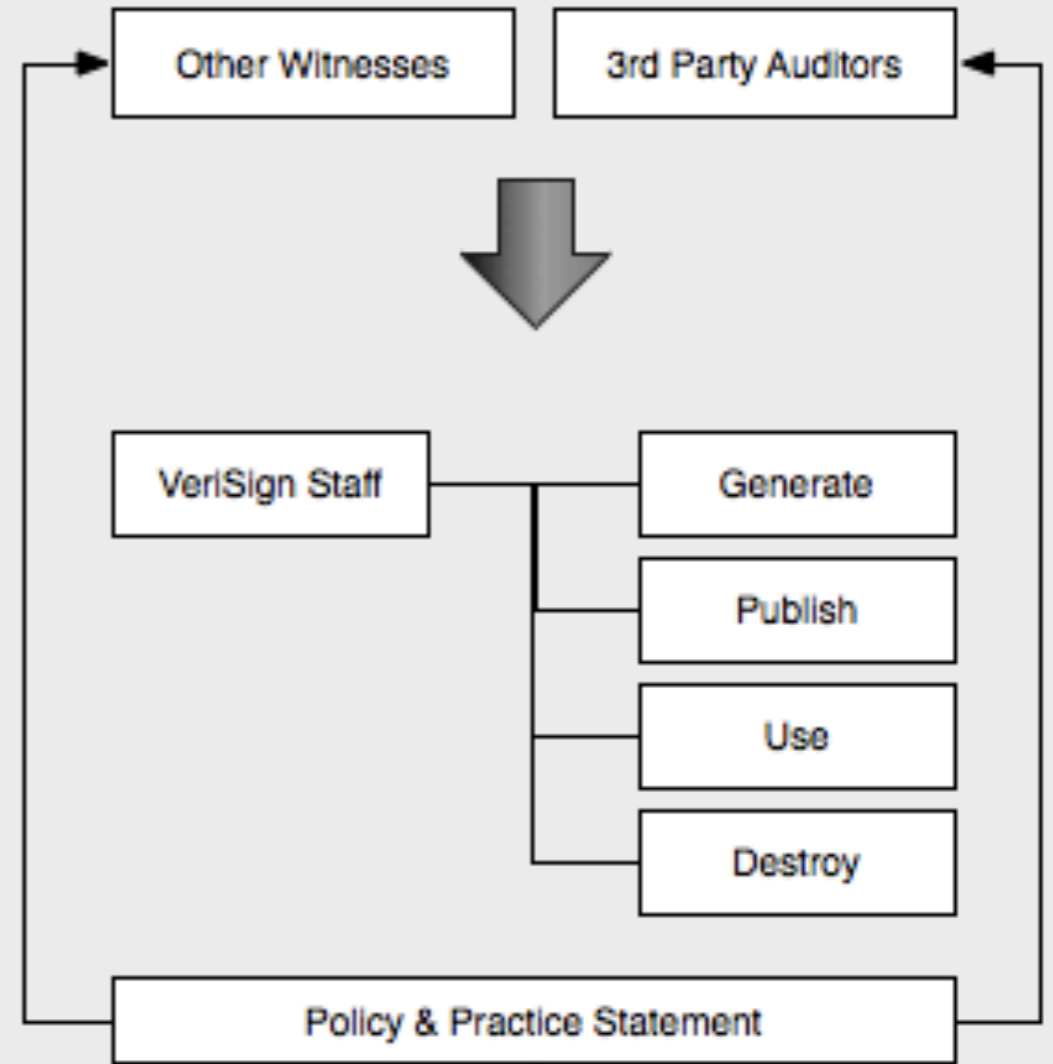 Other Witnesses
3rd Party Auditors
VeriSign Staff
Generate
Publish
Use
Destroy
Policy & Practice Statement